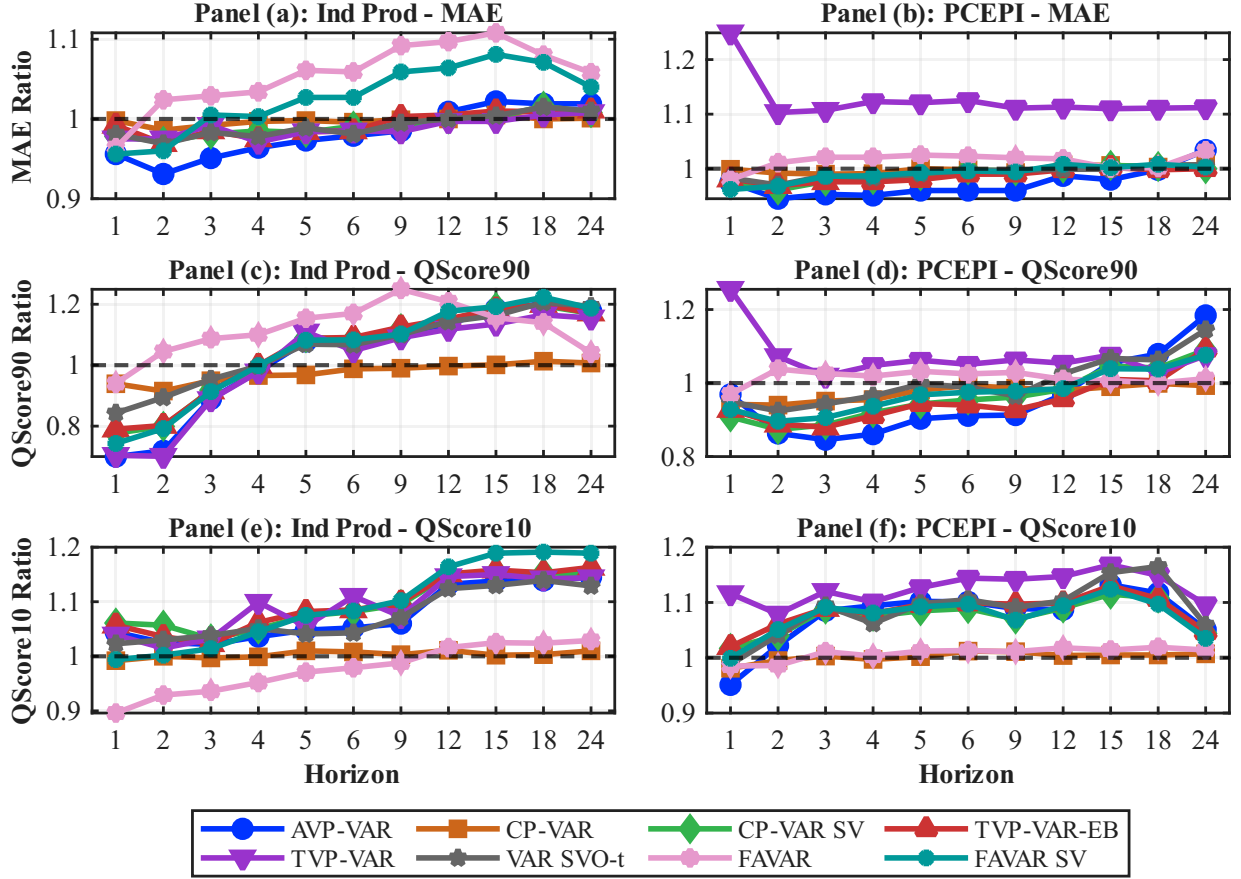 Panel (a): Ind Prod - MAE
MAE Ratio
1.1
1
0.9
1 2 3 4 5 6 9 12 15 18 24
Panel (b): PCEPI - MAE
1.2
1.1
1
1 2 3 4 5 6 9 12 15 18 24
Panel (c): Ind Prod - QScore90
QScore90 Ratio
1.2
1
0.8
1 2 3 4 5 6 9 12 15 18 24
Panel (d): PCEPI - QScore90
1.2
1
0.8
1 2 3 4 5 6 9 12 15 18 24
Panel (e): Ind Prod - QScore10
QScore10 Ratio
1.2
1.1
1
0.9
1 2 3 4 5 6 9 12 15 18 24
Horizon
Panel (f): PCEPI - QScore10
1.2
1.1
1
0.9
1 2 3 4 5 6 9 12 15 18 24
Horizon
AVP-VAR CP-VAR CP-VAR SV TVP-VAR-EB
TVP-VAR VAR SVO-t FAVAR FAVAR SV